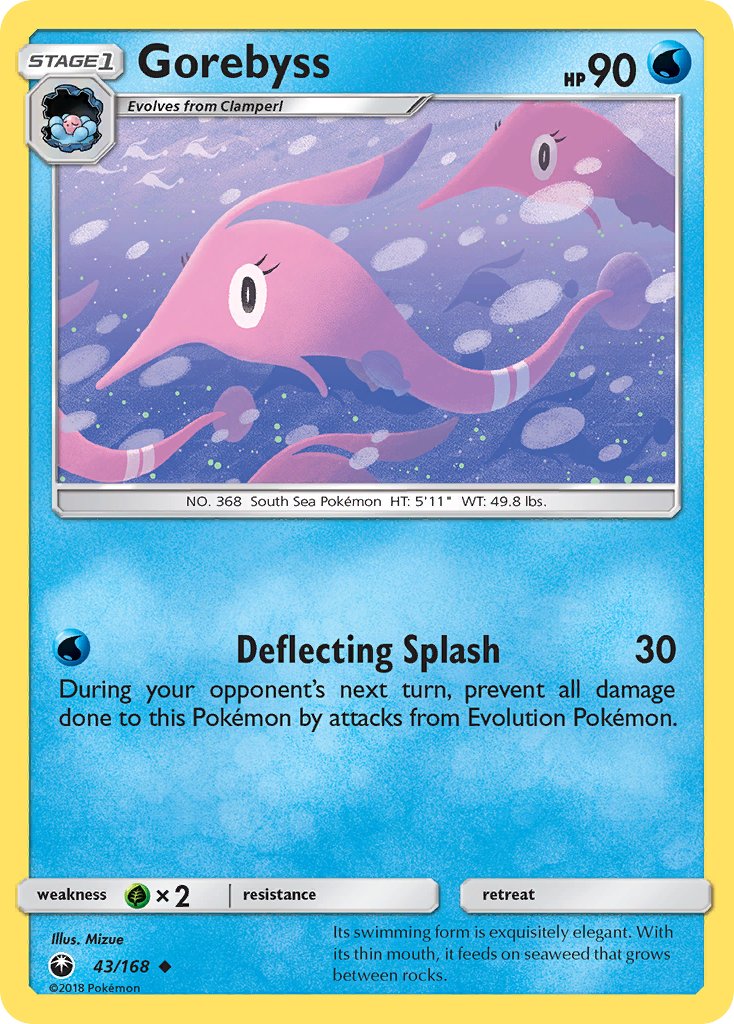 STAGE1
Gorebyss
HP90
Evolves from Clamperl
NO. 368 South Sea Pokémon HT: 5'11" WT: 49.8 lbs.
Deflecting Splash 30
During your opponent's next turn, prevent all damage
done to this Pokémon by attacks from Evolution Pokémon.
weakness ×2 resistance retreat
Illus. Mizue
43/168
©2018 Pokémon
Its swimming form is exquisitely elegant. With
its thin mouth, it feeds on seaweed that grows
between rocks.